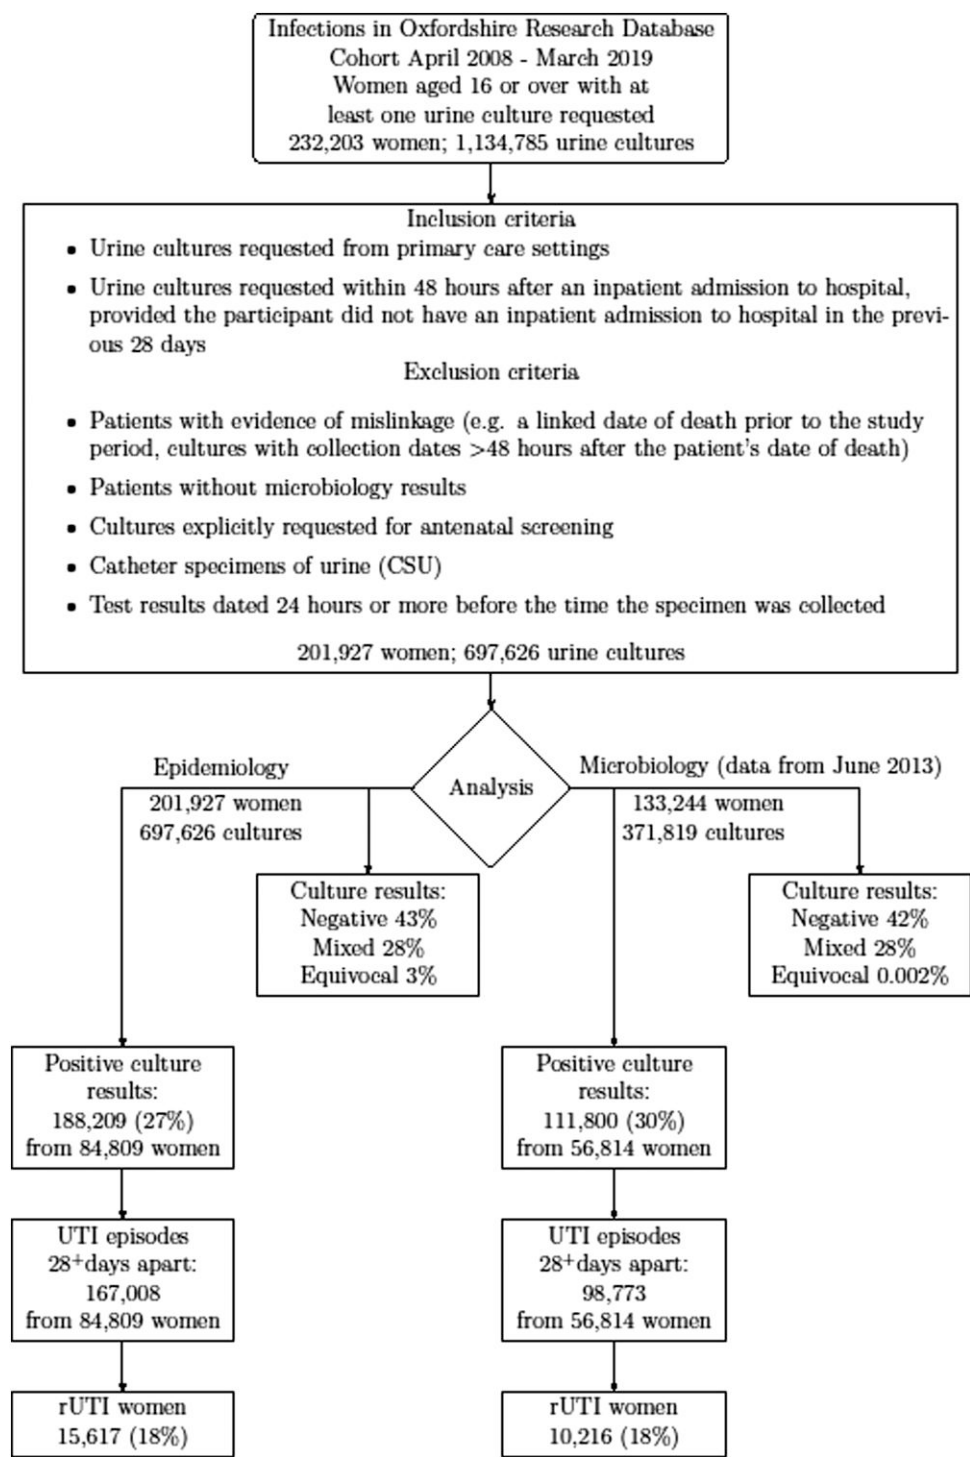 Infections in Oxfordshire Research Database
Cohort April 2008 - March 2019
Women aged 16 or over with at
least one urine culture requested
232,203 women; 1,134,785 urine cultures
Inclusion criteria
• Urine cultures requested from primary care settings
• Urine cultures requested within 48 hours after an inpatient admission to hospital,
provided the participant did not have an inpatient admission to hospital in the previ-
ous 28 days
Exclusion criteria
• Patients with evidence of mislinkage (e.g. a linked date of death prior to the study
period, cultures with collection dates >48 hours after the patient's date of death)
• Patients without microbiology results
• Cultures explicitly requested for antenatal screening
• Catheter specimens of urine (CSU)
• Test results dated 24 hours or more before the time the specimen was collected
201,927 women; 697,626 urine cultures
Analysis
Epidemiology
201,927 women
697,626 cultures
Culture results:
Negative 43%
Mixed 28%
Equivocal 3%
Positive culture
results:
188,209 (27%)
from 84,809 women
UTI episodes
28⁺days apart:
167,008
from 84,809 women
rUTI women
15,617 (18%)
Microbiology (data from June 2013)
133,244 women
371,819 cultures
Culture results:
Negative 42%
Mixed 28%
Equivocal 0.002%
Positive culture
results:
111,800 (30%)
from 56,814 women
UTI episodes
28⁺days apart:
98,773
from 56,814 women
rUTI women
10,216 (18%)